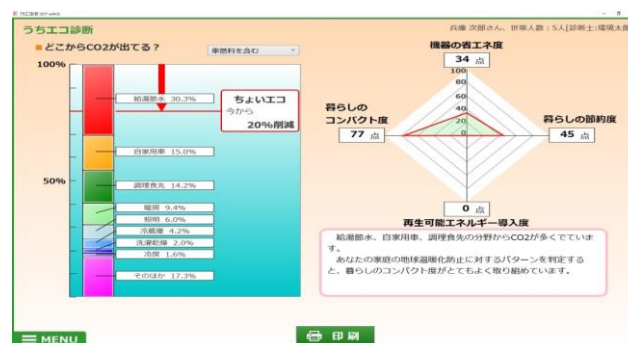 うちエコ診断
兵庫 次郎さん、世帯人数：5人[診断士:環境太郎
どこからCO2が出てる？
車燃料を含む
100%
50%
給湯節水 30.3%
自家用車 15.0%
調理食先 14.2%
暖房 9.4%
照明 6.0%
冷蔵庫 4.2%
洗濯乾燥 2.0%
冷房 1.6%
そのほか 17.3%
ちょいエコ
今から
20%削減
機器の省エネ度
34 点
100
80
60
40
20
0
暮らしの
コンパクト度
77 点
暮らしの節約度
45 点
0 点
再生可能エネルギー導入度
給湯節水、自家用車、調理食先の分野からCO2が多くでていま
す。
あなたの家庭の地球温暖化防止に対するパターンを判定する
と、暮らしのコンパクト度がとてもよく取り組めています。
MENU
印刷